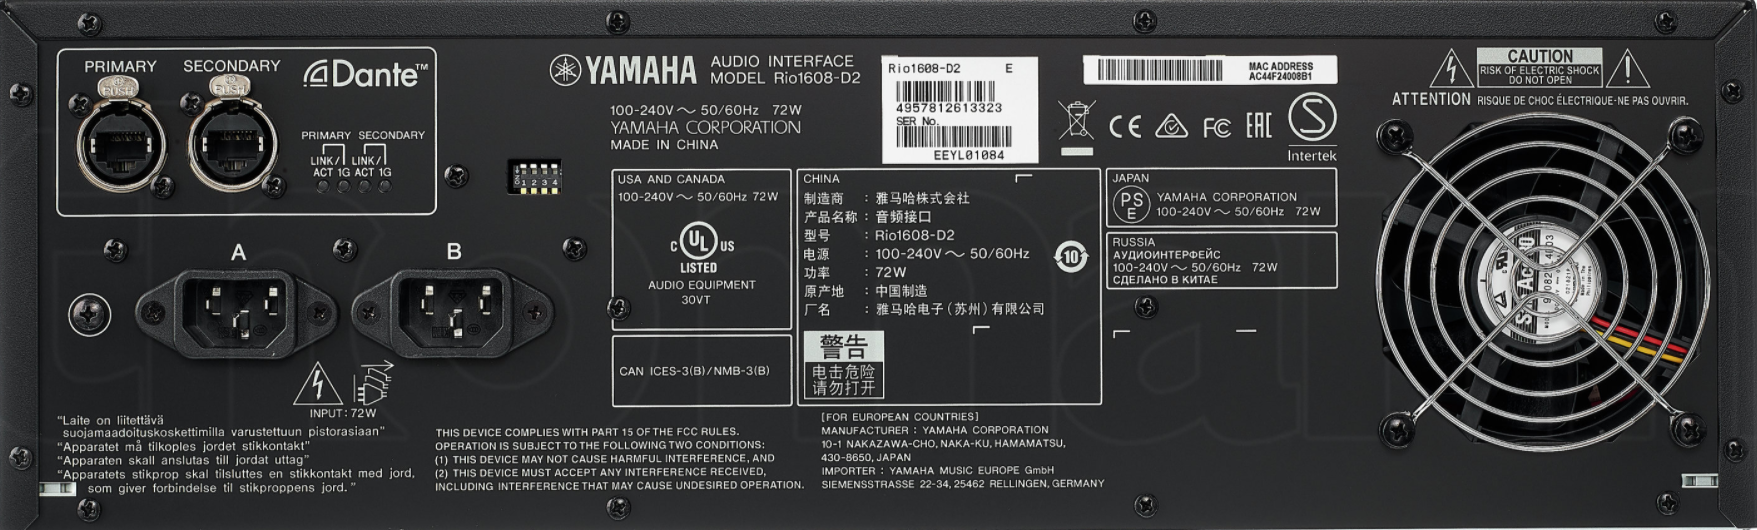 PRIMARY
SECONDARY
Dante™
PUSH
PUSH
PRIMARY SECONDARY
LINK/ LINK/
ACT 1G ACT 1G
YAMAHA
AUDIO INTERFACE
MODEL Rio1608-D2
100-240V～ 50/60Hz 72W
YAMAHA CORPORATION
MADE IN CHINA
Rio1608-D2 E
4957812613323
SER No.
EEYL01084
MAC ADDRESS
AC44F24008B1
CE
FC
EAC
S
Intertek
CAUTION
RISK OF ELECTRIC SHOCK
DO NOT OPEN
ATTENTION RISQUE DE CHOC ÉLECTRIQUE·NE PAS OUVRIR.
ON
1 2 3 4
USA AND CANADA
100-240V～ 50/60Hz 72W
C UL US
LISTED
AUDIO EQUIPMENT
30VT
CAN ICES-3(B)/NMB-3(B)
CHINA
制造商 : 雅马哈株式会社
产品名称 : 音频接口
型号 : Rio1608-D2
电源 : 100-240V～ 50/60Hz
功率 : 72W
原产地 : 中国制造
厂名 : 雅马哈电子(苏州)有限公司
10
警告
电击危险
请勿打开
JAPAN
PS
E
YAMAHA CORPORATION
100-240V～ 50/60Hz 72W
RUSSIA
АУДИОИНТЕРФЕЙС
100-240V～ 50/60Hz 72W
СДЕЛАНО В КИТАЕ
A
B
INPUT : 72W
"Laite on liitettävä
suojamaadoituskoskettimilla varustettuun pistorasiaan"
"Apparatet må tilkoples jordet stikkontakt"
"Apparaten skall anslutas till jordat uttag"
"Apparatets stikprop skal tilsluttes en stikkontakt med jord,
som giver forbindelse til stikproppens jord."
THIS DEVICE COMPLIES WITH PART 15 OF THE FCC RULES.
OPERATION IS SUBJECT TO THE FOLLOWING TWO CONDITIONS:
(1) THIS DEVICE MAY NOT CAUSE HARMFUL INTERFERENCE, AND
(2) THIS DEVICE MUST ACCEPT ANY INTERFERENCE RECEIVED,
INCLUDING INTERFERENCE THAT MAY CAUSE UNDESIRED OPERATION.
[FOR EUROPEAN COUNTRIES]
MANUFACTURER : YAMAHA CORPORATION
10-1 NAKAZAWA-CHO, NAKA-KU, HAMAMATSU,
430-8650, JAPAN
IMPORTER : YAMAHA MUSIC EUROPE GmbH
SIEMENSSTRASSE 22-34, 25462 RELLINGEN, GERMANY